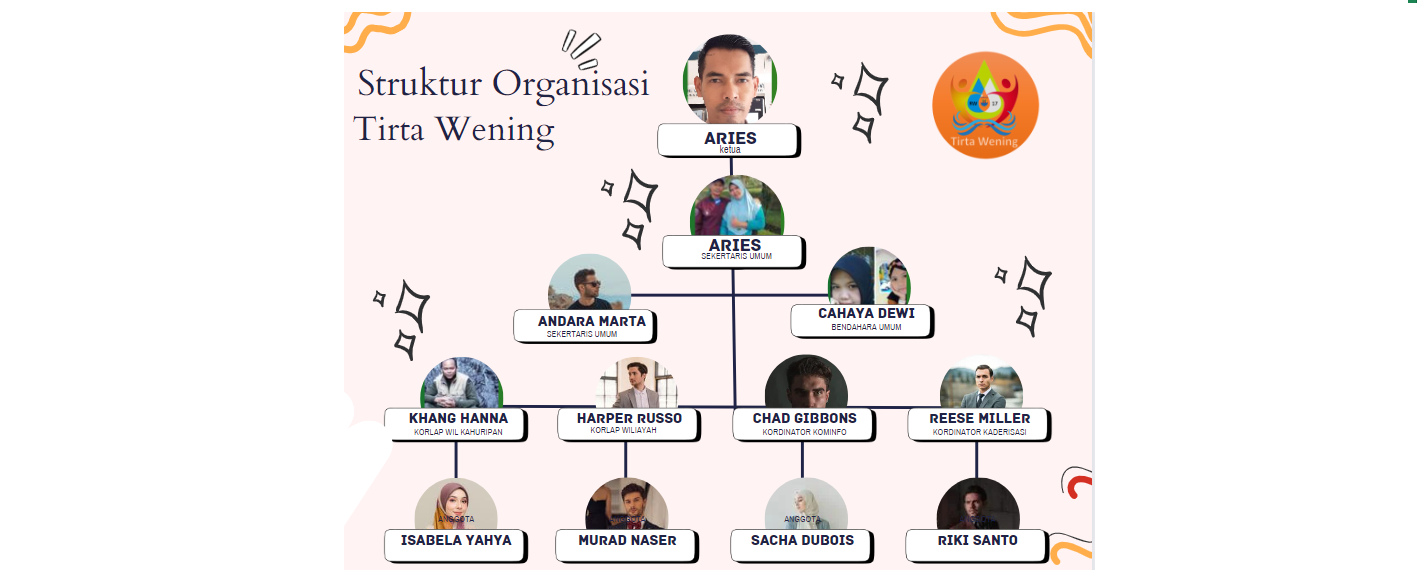 Struktur Organisasi
Tirta Wening
ARIES
ketua
RW
17
Tirta Wening
ARIES
SEKERTARIS UMUM
ANDARA MARTA
SEKERTARIS UMUM
CAHAYA DEWI
BENDAHARA UMUM
KHANG HANNA
KORLAP WIL KAHURIPAN
HARPER RUSSO
KORLAP WILIAYAH
CHAD GIBBONS
KORDINATOR KOMINFO
REESE MILLER
KORDINATOR KADERISASI
ANGGOTA
ISABELA YAHYA
MURAD NASER
ANGGOTA
SACHA DUBOIS
RIKI SANTO